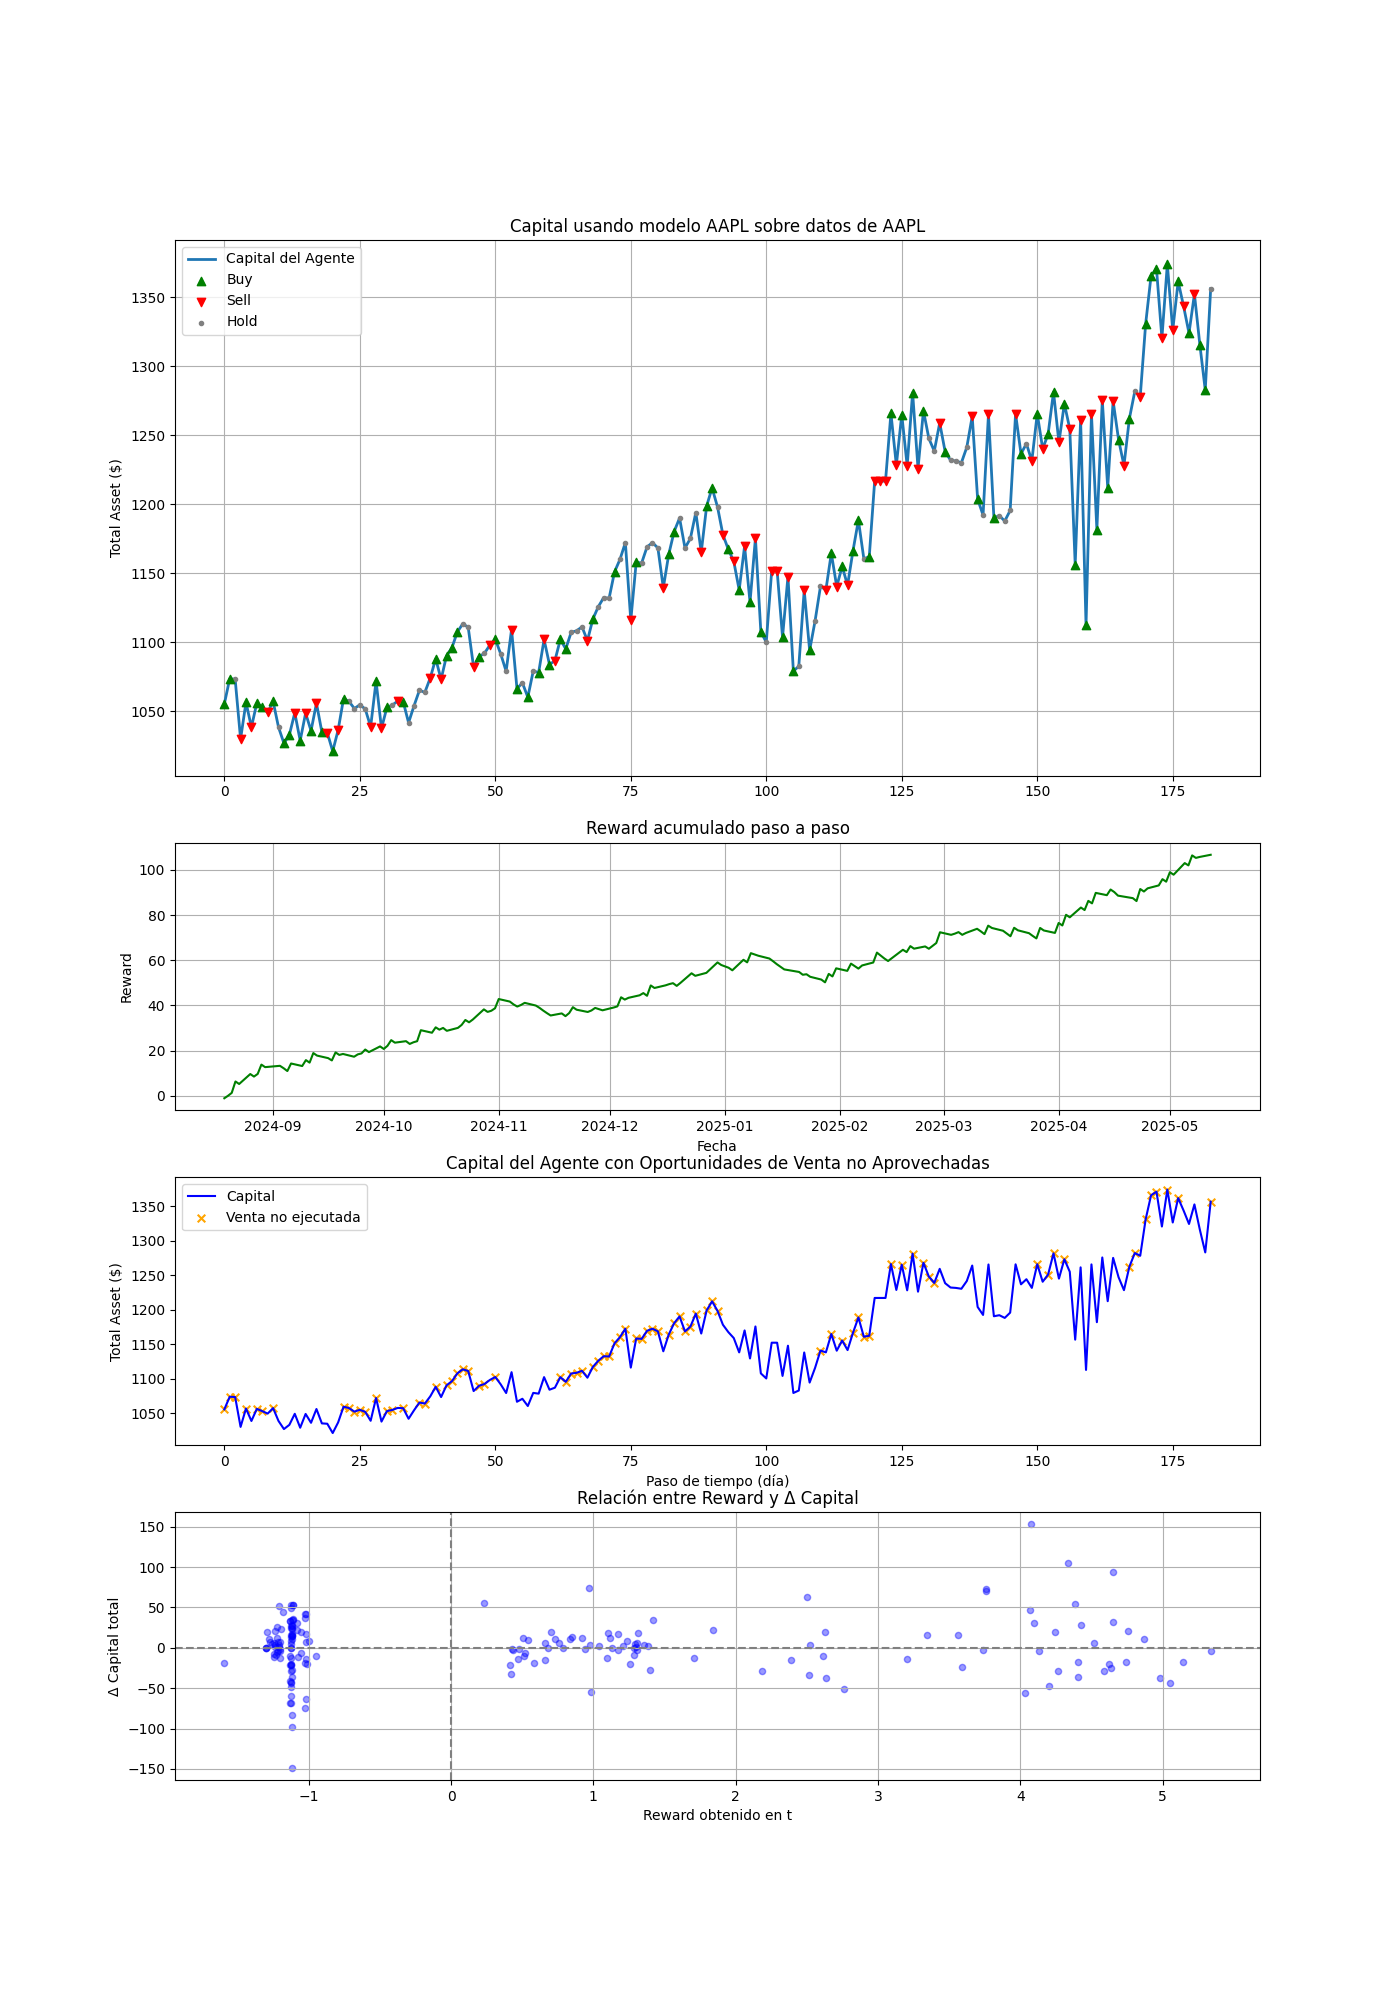 Capital usando modelo AAPL sobre datos de AAPL
Capital del Agente
Buy
Sell
Hold
Total Asset ($)
1350
1300
1250
1200
1150
1100
1050
0 25 50 75 100 125 150 175
Reward acumulado paso a paso
Reward
100
80
60
40
20
0
2024-09 2024-10 2024-11 2024-12 2025-01 2025-02 2025-03 2025-04 2025-05
Fecha
Capital del Agente con Oportunidades de Venta no Aprovechadas
Capital
Venta no ejecutada
Total Asset ($)
1350
1300
1250
1200
1150
1100
1050
0 25 50 75 100 125 150 175
Paso de tiempo (día)
Relación entre Reward y Δ Capital
Δ Capital total
150
100
50
0
−50
−100
−150
−1 0 1 2 3 4 5
Reward obtenido en t